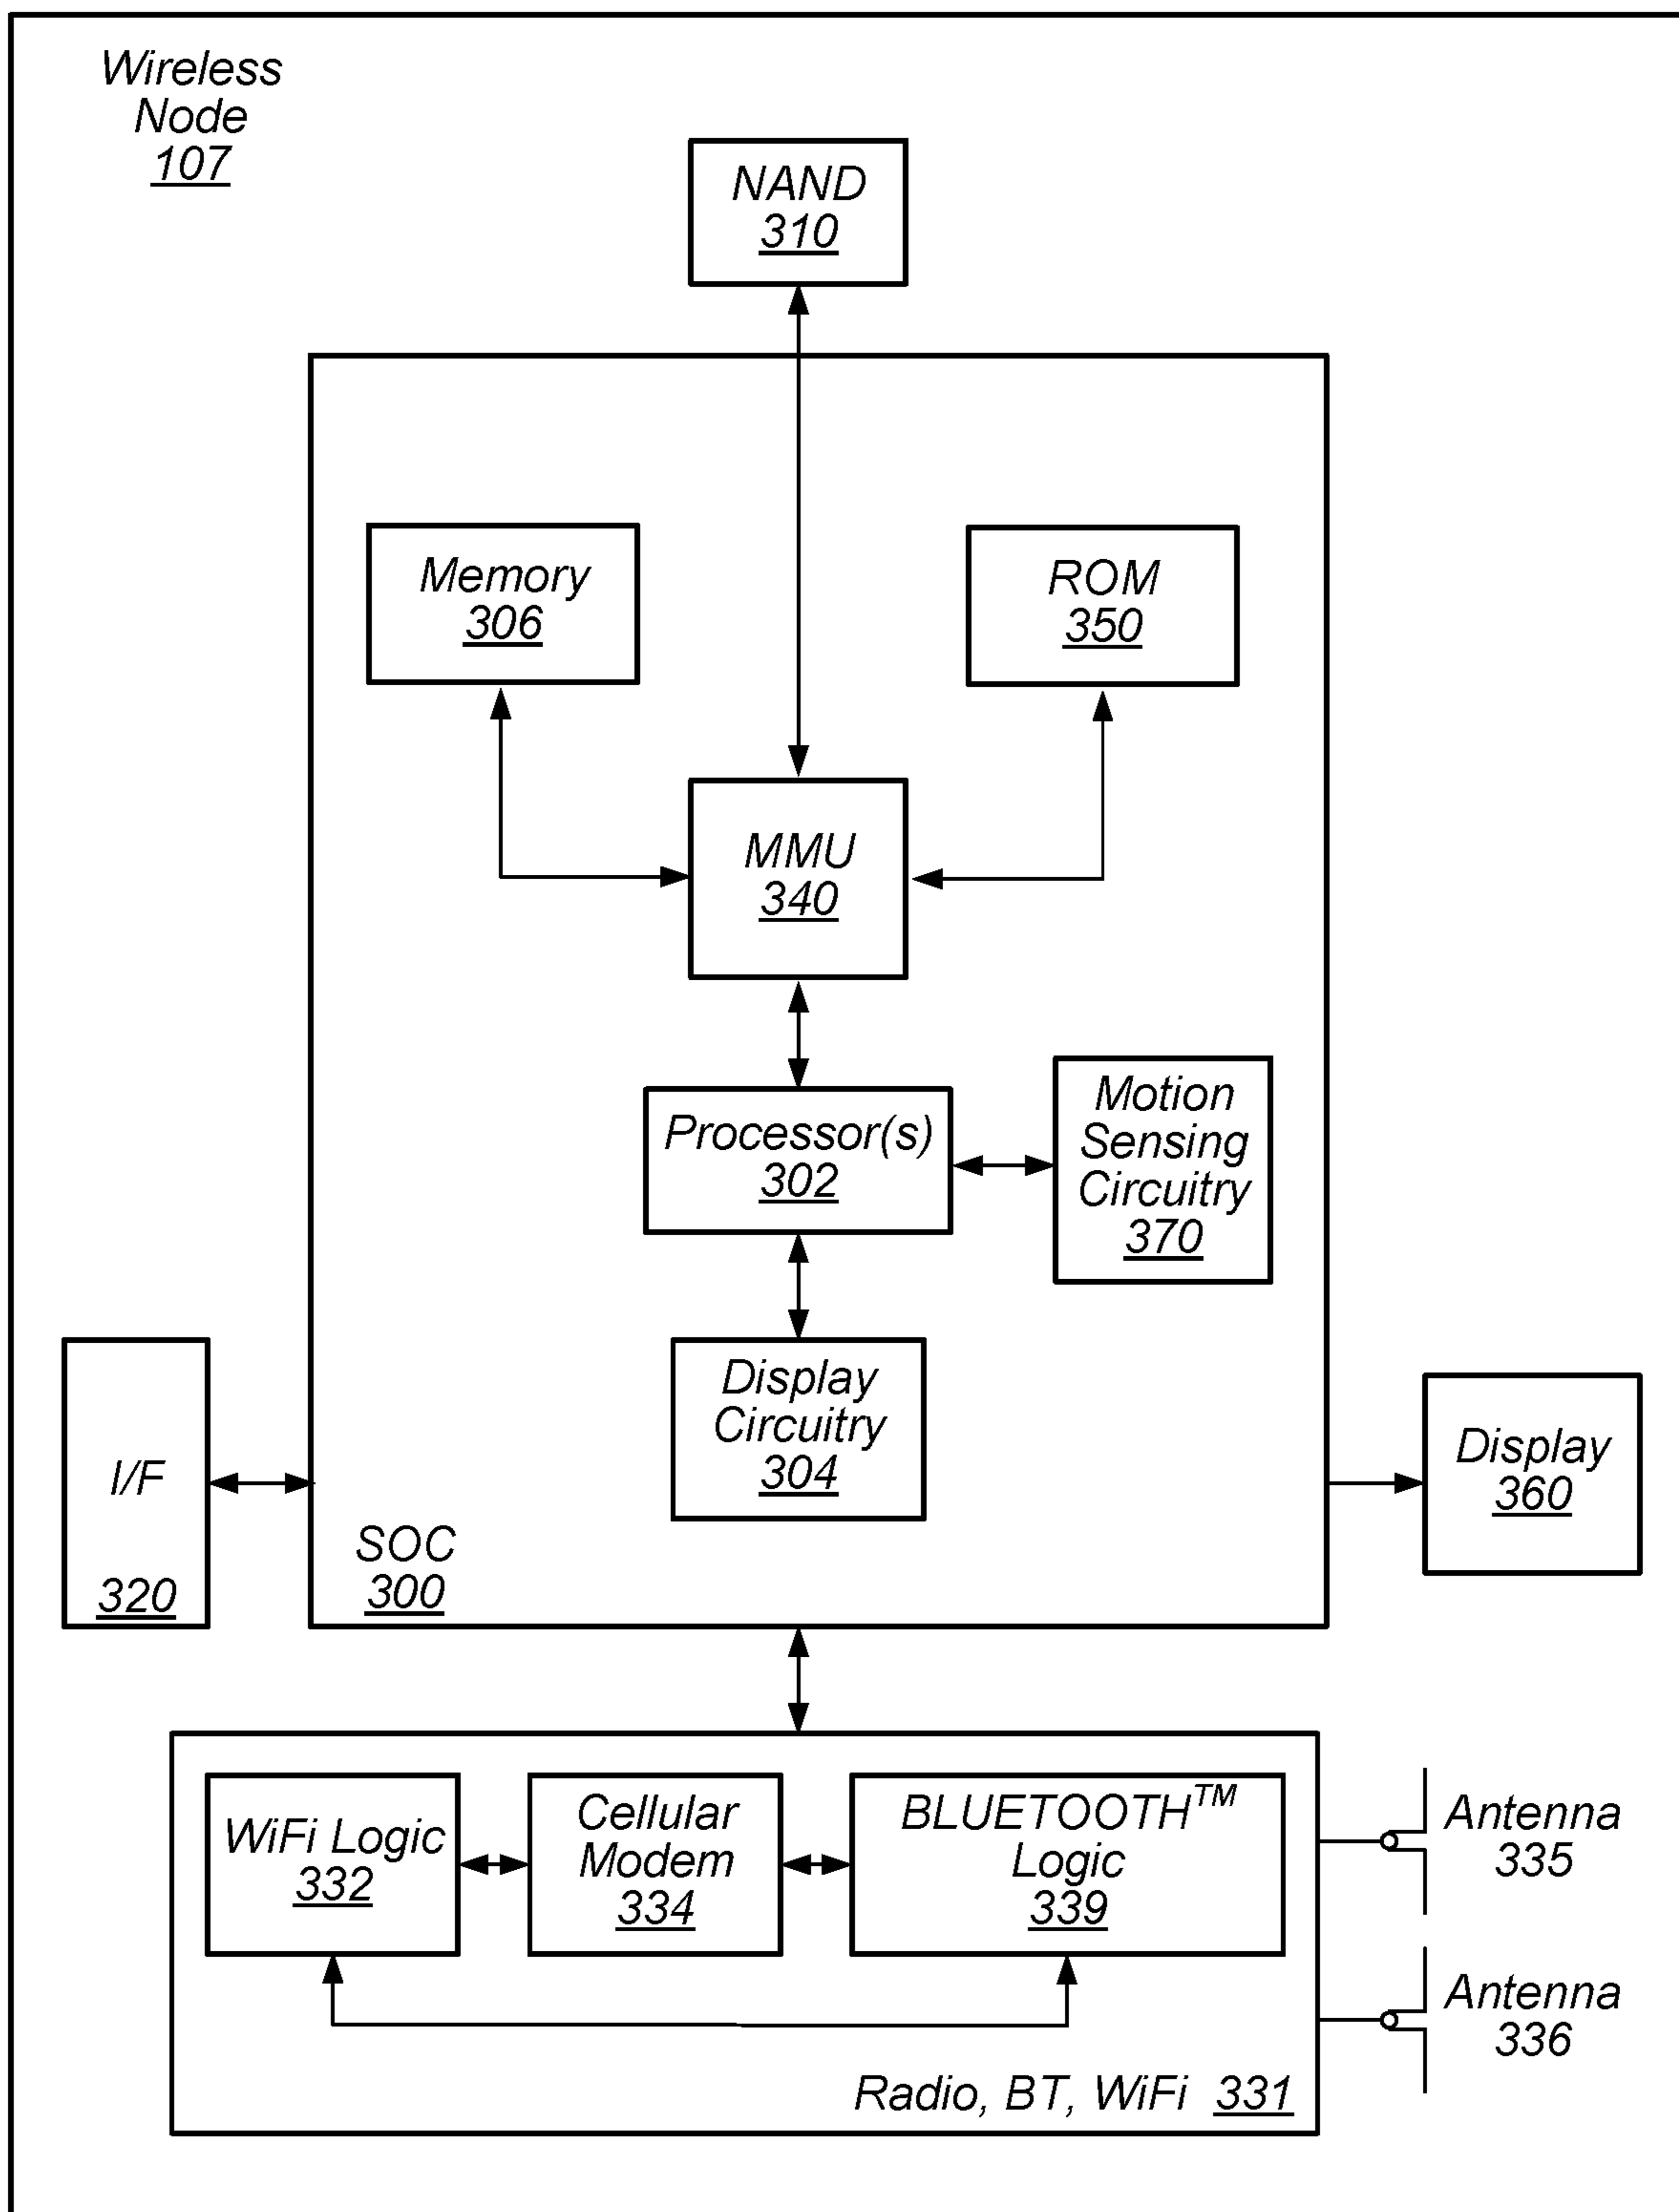 Wireless
Node
107
NAND
310
Memory
306
ROM
350
MMU
340
Processor(s)
302
Motion
Sensing
Circuitry
370
Display
Circuitry
304
I/F
320
SOC
300
Display
360
WiFi Logic
332
Cellular
Modem
334
BLUETOOTH™
Logic
339
Antenna
335
Antenna
336
Radio, BT, WiFi 331